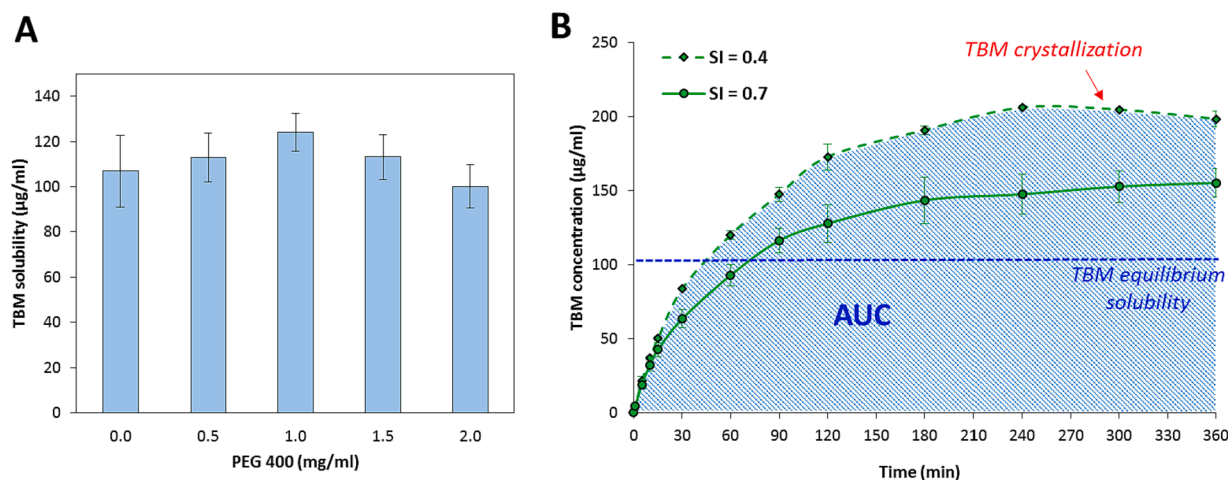 A
TBM solubility (µg/ml)
140
120
100
80
60
40
20
0
0.0 0.5 1.0 1.5 2.0
PEG 400 (mg/ml)
B
TBM concentration (µg/ml)
250
200
150
100
50
0
SI = 0.4
SI = 0.7
TBM crystallization
TBM equilibrium
solubility
AUC
0 30 60 90 120 150 180 210 240 270 300 330 360
Time (min)